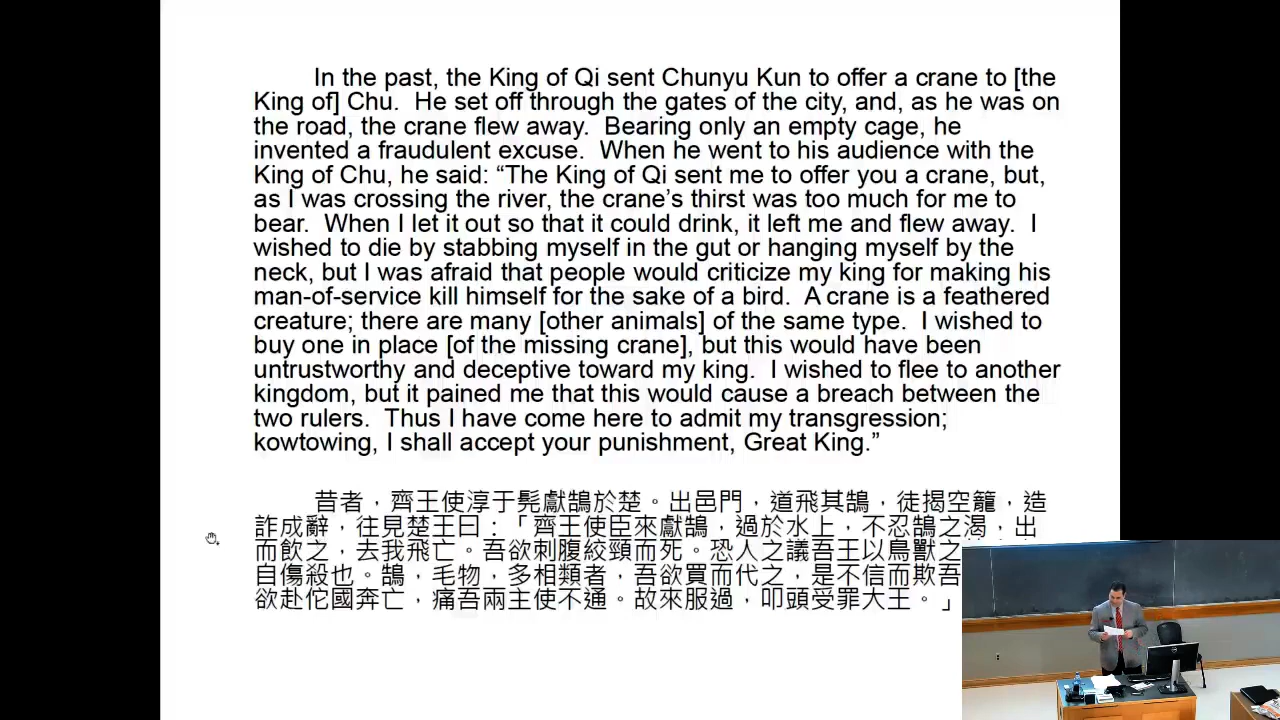 In the past, the King of Qi sent Chunyu Kun to offer a crane to [the
King of] Chu. He set off through the gates of the city, and, as he was on
the road, the crane flew away. Bearing only an empty cage, he
invented a fraudulent excuse. When he went to his audience with the
King of Chu, he said: “The King of Qi sent me to offer you a crane, but,
as I was crossing the river, the crane’s thirst was too much for me to
bear. When I let it out so that it could drink, it left me and flew away. I
wished to die by stabbing myself in the gut or hanging myself by the
neck, but I was afraid that people would criticize my king for making his
man-of-service kill himself for the sake of a bird. A crane is a feathered
creature; there are many [other animals] of the same type. I wished to
buy one in place [of the missing crane], but this would have been
untrustworthy and deceptive toward my king. I wished to flee to another
kingdom, but it pained me that this would cause a breach between the
two rulers. Thus I have come here to admit my transgression;
kowtowing, I shall accept your punishment, Great King.”
昔者，齊王使淳于髡獻鵠於楚。出邑門，道飛其鵠，徒揭空籠，造
詐成辭，往見楚王曰：「齊王使臣來獻鵠，過於水上，不忍鵠之渴，出
而飲之，去我飛亡。吾欲刺腹絞頸而死。恐人之議吾王以鳥獸之
自傷殺也。鵠，毛物，多相類者，吾欲買而代之，是不信而欺吾
欲赴佗國奔亡，痛吾兩主使不通。故來服過，叩頭受罪大王。」